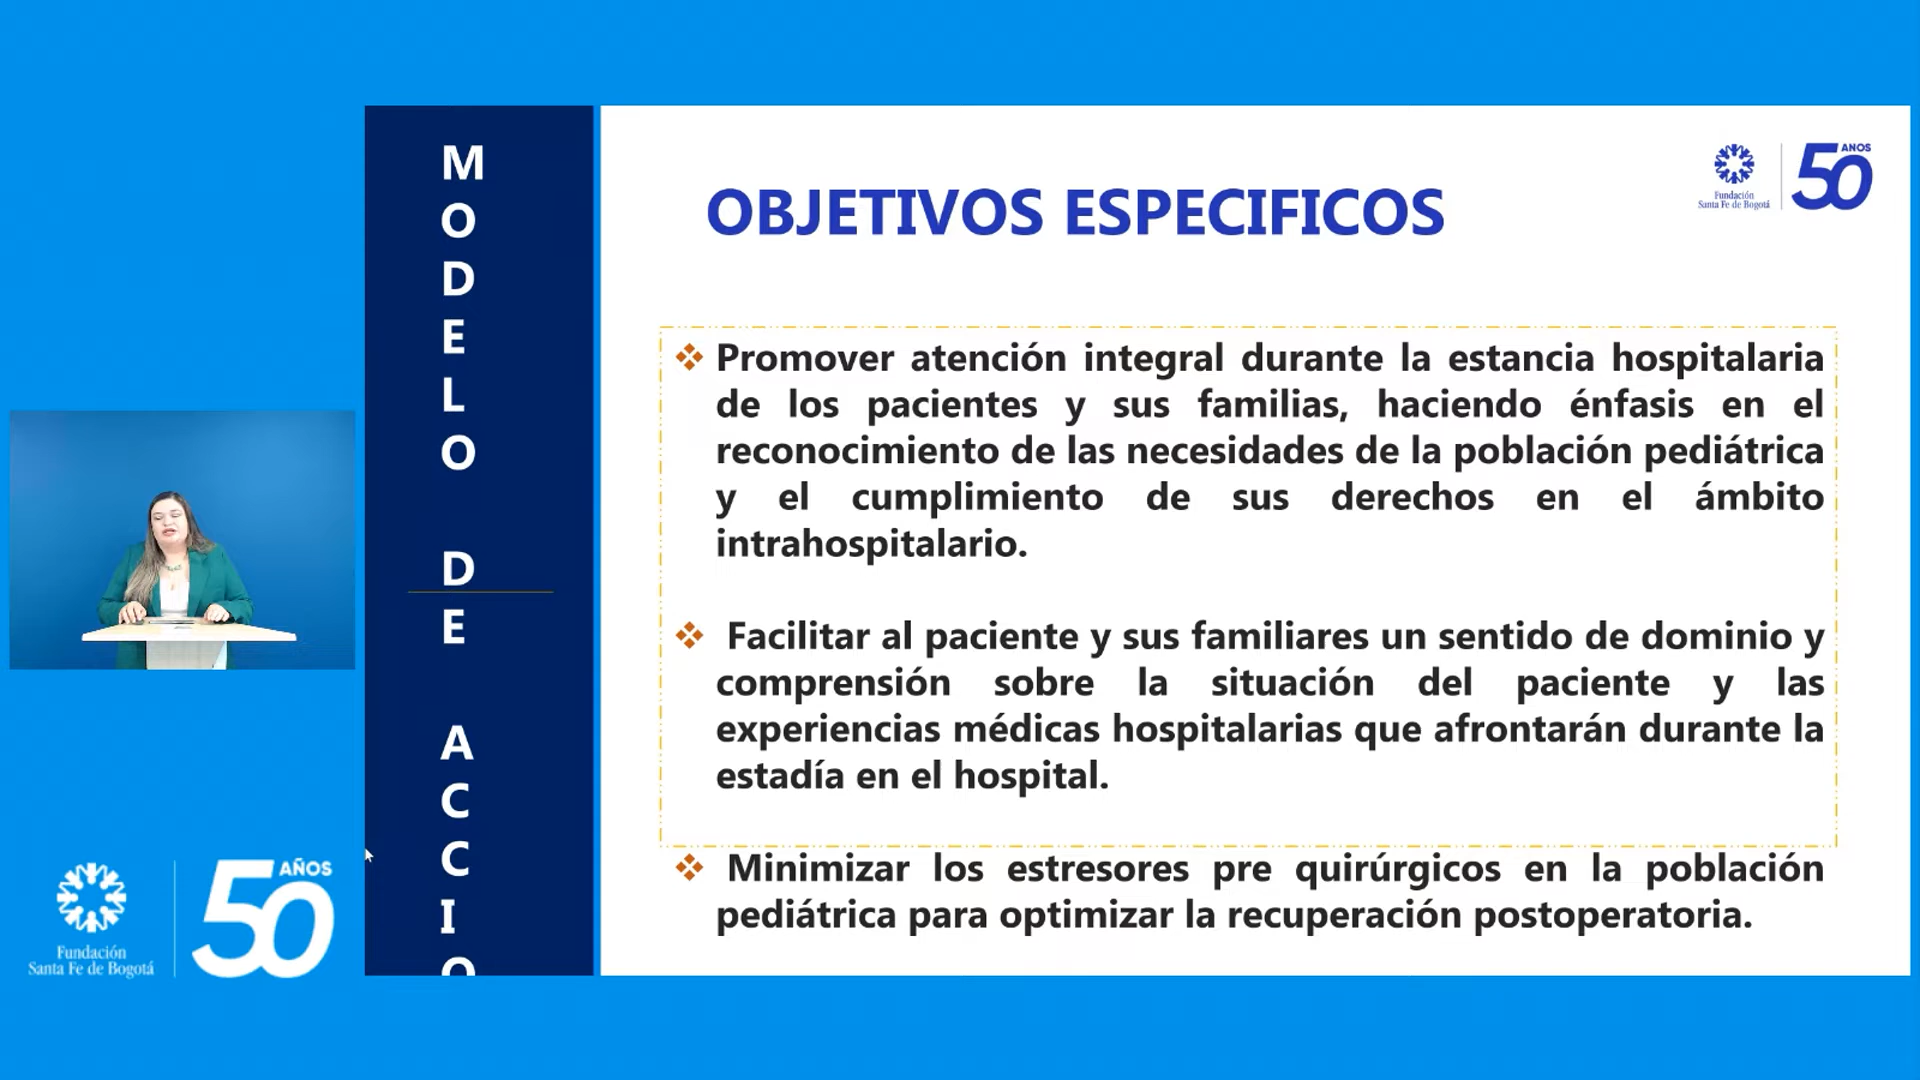 M
O
D
E
L
O
D
E
A
C
C
I
O
OBJETIVOS ESPECIFICOS
Fundación
Santa Fe de Bogotá
50 AÑOS
❖ Promover atención integral durante la estancia hospitalaria
de los pacientes y sus familias, haciendo énfasis en el
reconocimiento de las necesidades de la población pediátrica
y el cumplimiento de sus derechos en el ámbito
intrahospitalario.
❖ Facilitar al paciente y sus familiares un sentido de dominio y
comprensión sobre la situación del paciente y las
experiencias médicas hospitalarias que afrontarán durante la
estadía en el hospital.
❖ Minimizar los estresores pre quirúrgicos en la población
pediátrica para optimizar la recuperación postoperatoria.
Fundación
Santa Fe de Bogotá
50 AÑOS